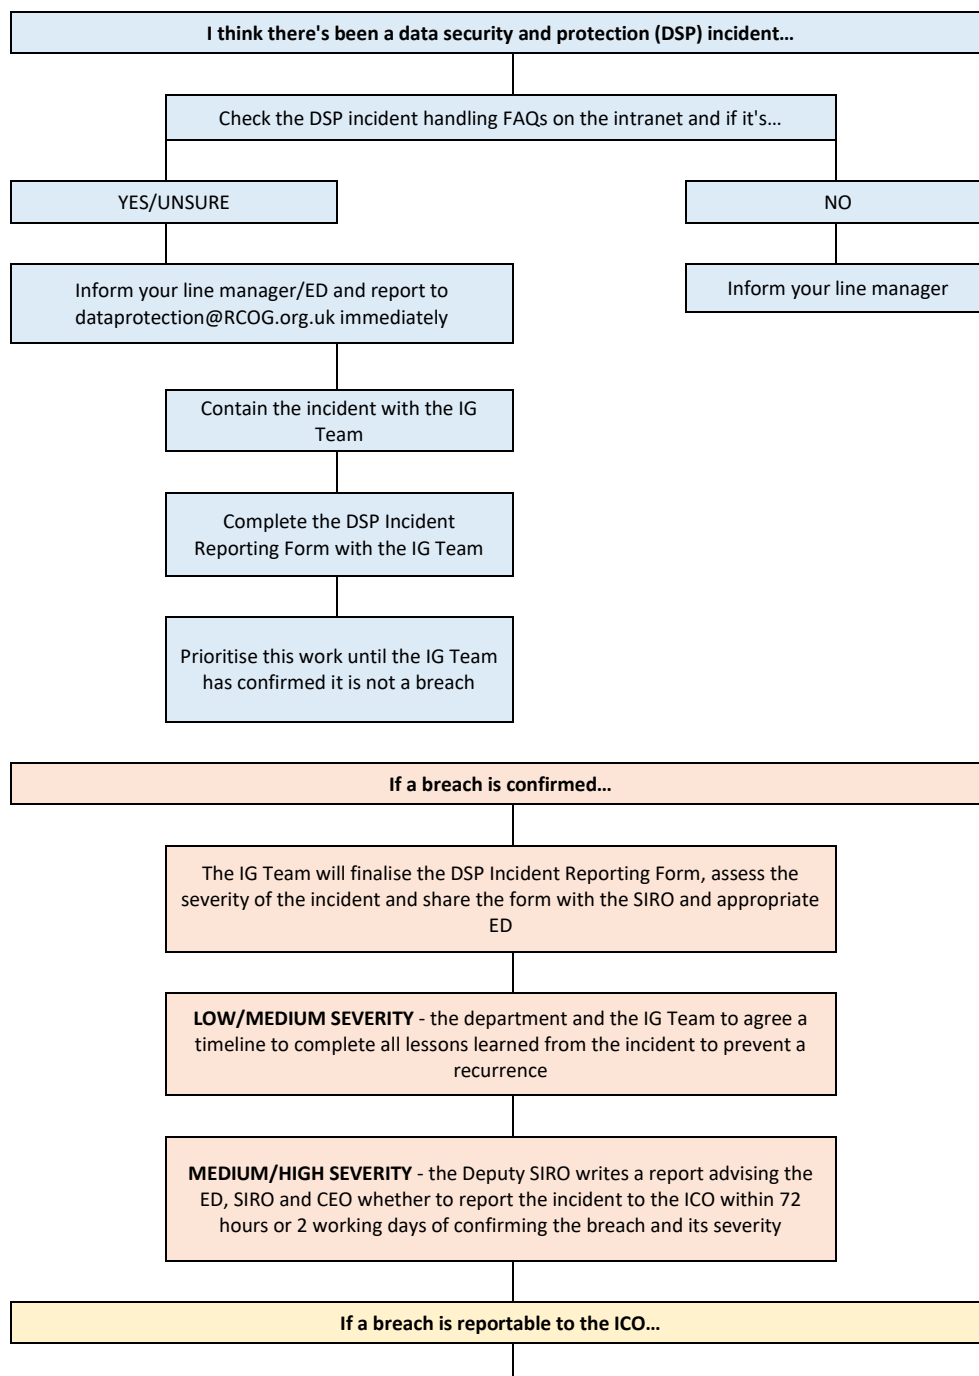 I think there's been a data security and protection (DSP) incident...
Check the DSP incident handling FAQs on the intranet and if it's...
YES/UNSURE
NO
Inform your line manager/ED and report to
dataprotection@RCOG.org.uk immediately
Inform your line manager
Contain the incident with the IG
Team
Complete the DSP Incident
Reporting Form with the IG Team
Prioritise this work until the IG Team
has confirmed it is not a breach
If a breach is confirmed...
The IG Team will finalise the DSP Incident Reporting Form, assess the
severity of the incident and share the form with the SIRO and appropriate
ED
LOW/MEDIUM SEVERITY - the department and the IG Team to agree a
timeline to complete all lessons learned from the incident to prevent a
recurrence
MEDIUM/HIGH SEVERITY - the Deputy SIRO writes a report advising the
ED, SIRO and CEO whether to report the incident to the ICO within 72
hours or 2 working days of confirming the breach and its severity
If a breach is reportable to the ICO...